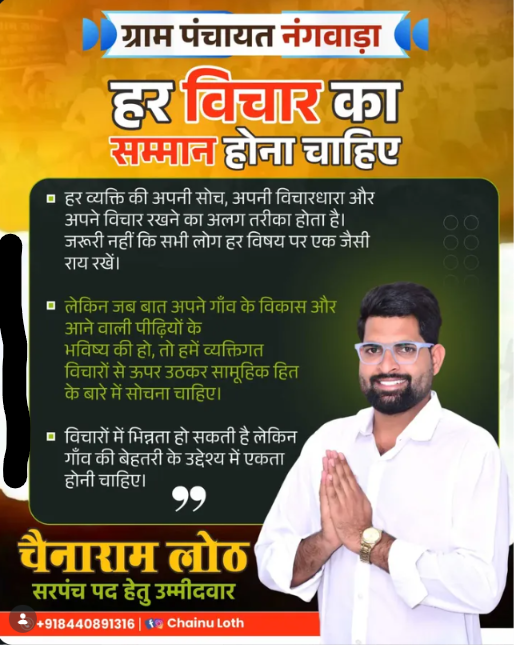 ग्राम पंचायत नंगवाड़ा
हर विचार का
सम्मान होना चाहिए
हर व्यक्ति की अपनी सोच, अपनी विचारधारा और
अपने विचार रखने का अलग तरीका होता है।
जरूरी नहीं कि सभी लोग हर विषय पर एक जैसी
राय रखें।
लेकिन जब बात अपने गाँव के विकास और
आने वाली पीढ़ियों के
भविष्य की हो, तो हमें व्यक्तिगत
विचारों से ऊपर उठकर सामूहिक हित
के बारे में सोचना चाहिए।
विचारों में भिन्नता हो सकती है लेकिन
गाँव की बेहतरी के उद्देश्य में एकता
होनी चाहिए।
”
चैनाराम लोठ
सरपंच पद हेतु उम्मीदवार
+918440891316 | Chainu Loth